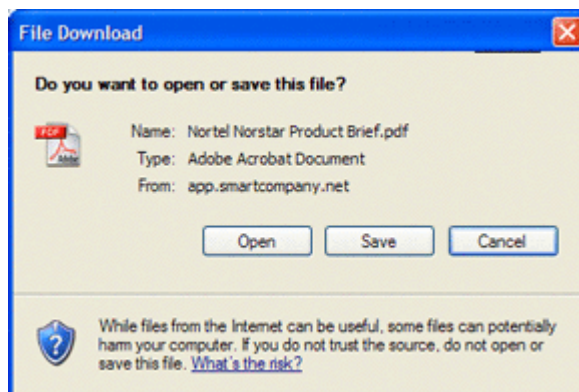 File Download
Do you want to open or save this file?
PDF
Adobe
Name: Nortel Norstar Product Brief.pdf
Type: Adobe Acrobat Document
From: app.smartcompany.net
Open Save Cancel
?
While files from the Internet can be useful, some files can potentially
harm your computer. If you do not trust the source, do not open or
save this file. What's the risk?